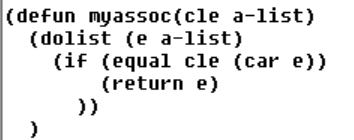 (defun myassoc(cle a-list)
  (dolist (e a-list)
    (if (equal cle (car e))
        (return e)
      ))
  )